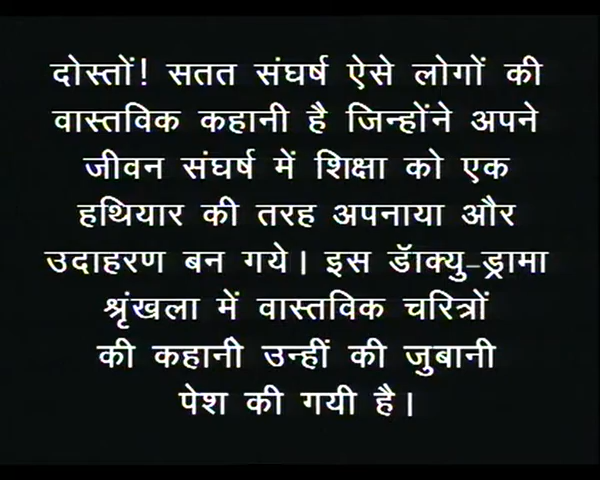 दोस्तों! सतत संघर्ष ऐसे लोगों की
वास्तविक कहानी है जिन्होंने अपने
जीवन संघर्ष में शिक्षा को एक
हथियार की तरह अपनाया और
उदाहरण बन गये। इस डॅाक्यु-ड्रामा
श्रृंखला में वास्तविक चरित्रों
की कहानी उन्हीं की जुबानी
पेश की गयी है।